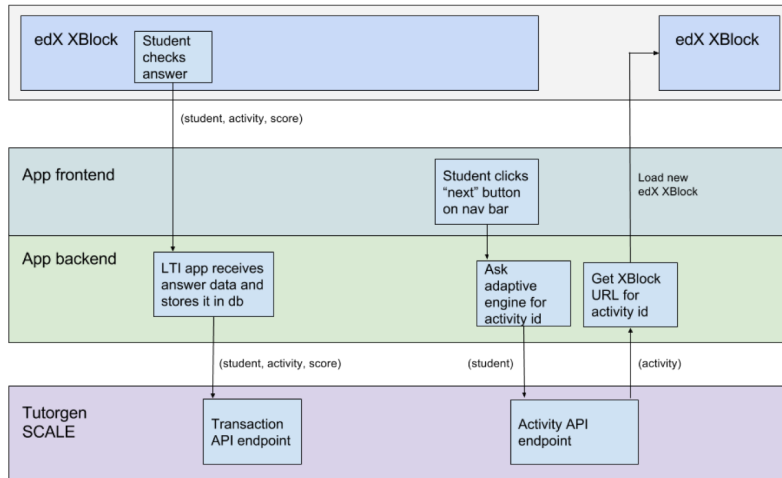 edX XBlock
Student
checks
answer
edX XBlock
(student, activity, score)
App frontend
Student clicks
“next” button
on nav bar
Load new
edX XBlock
App backend
LTI app receives
answer data and
stores it in db
Ask
adaptive
engine for
activity id
Get XBlock
URL for
activity id
(student, activity, score)
(student)
(activity)
Tutorgen
SCALE
Transaction
API endpoint
Activity API
endpoint